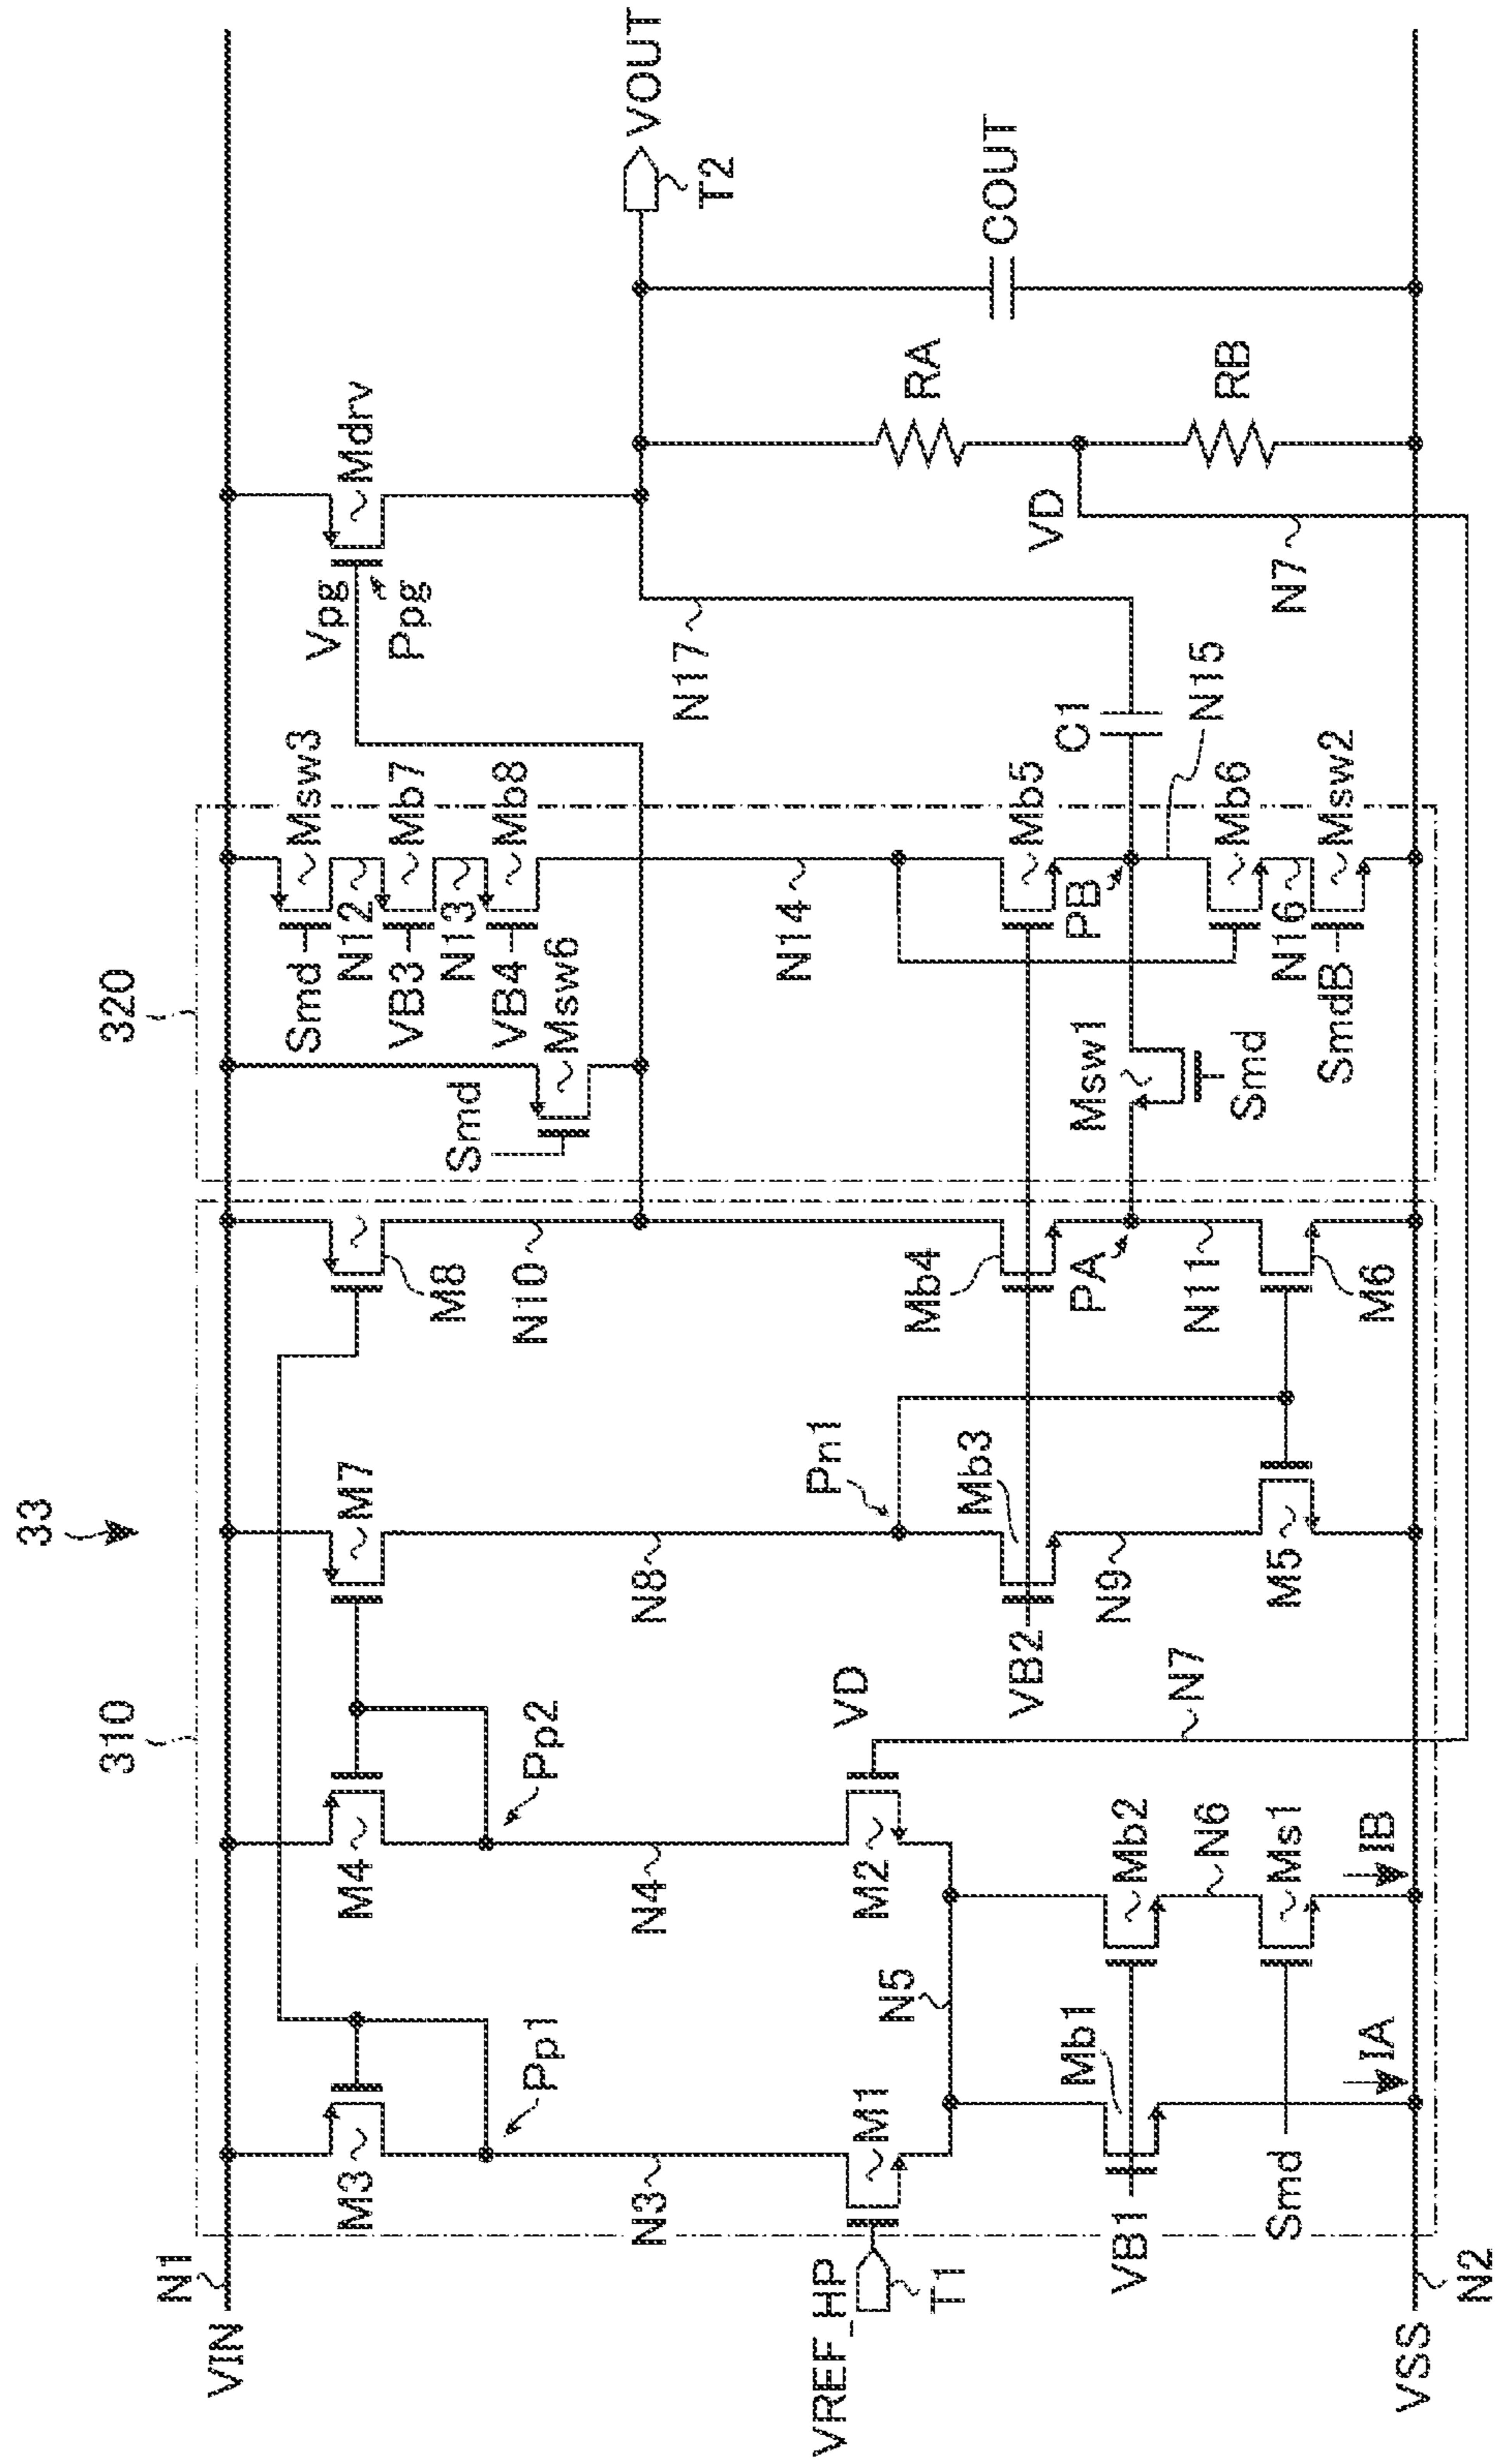 33
310
320
VIN
N1
M3
M4
M7
M8
Smd
Msw6
Smd
Msw3
N12
VB3
Mb7
N13
VB4
Mb8
Vpg
Ppg
Mdrv
Pp1
Pp2
N3
N4
N8
N10
N14
N17
VOUT
T2
VREF_HP
T1
M1
M2
VD
N5
Pn1
Mb3
VB2
Mb4
Mb5
VB1
Mb1
Mb2
N6
N7
N9
PA
Msw1
Smd
PB
C1
N15
VD
RA
COUT
RB
N7
Smd
Ms1
M5
N11
M6
Mb6
N16
SmdB
Msw2
IA
IB
VSS
N2